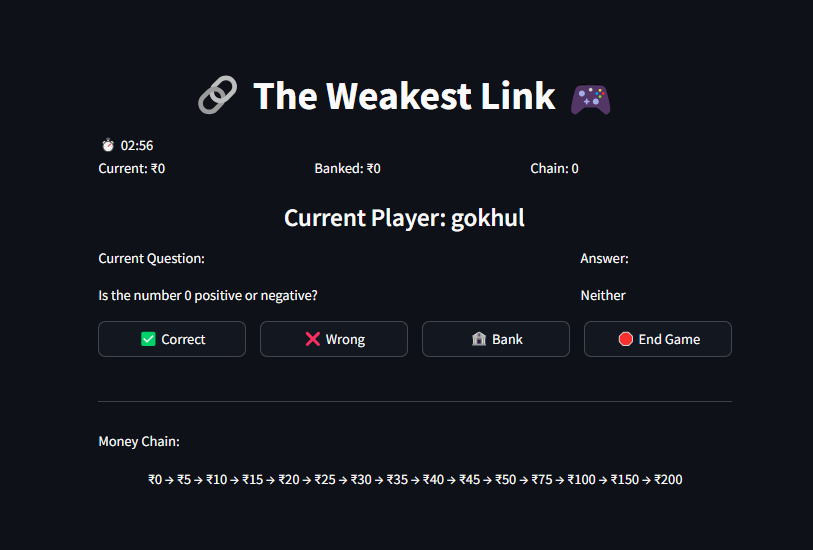 The Weakest Link
02:56
Current: ₹0 Banked: ₹0 Chain: 0
Current Player: gokhul
Current Question: Answer:
Is the number 0 positive or negative? Neither
Correct Wrong Bank End Game
Money Chain:
₹0 → ₹5 → ₹10 → ₹15 → ₹20 → ₹25 → ₹30 → ₹35 → ₹40 → ₹45 → ₹50 → ₹75 → ₹100 → ₹150 → ₹200